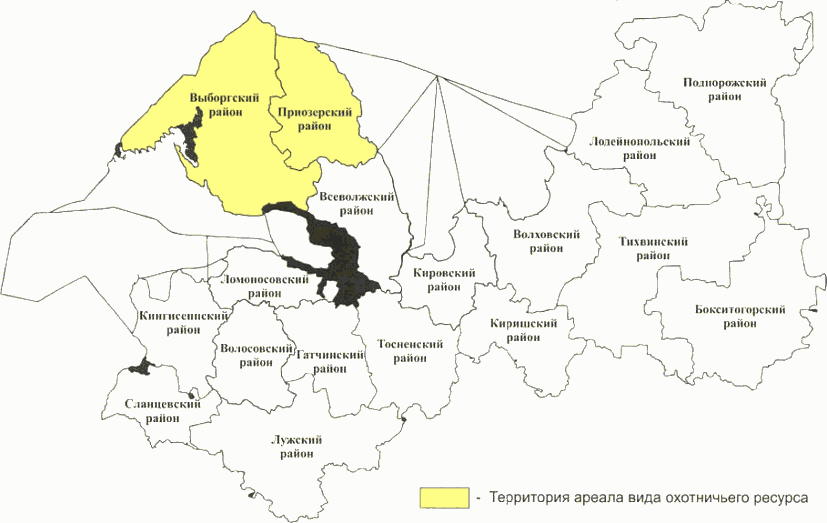 Подпорожский
район
Выборгский
район
Приозерский
район
Лодейнопольский
район
Всеволжский
район
Волховский
район
Тихвинский
район
Кировский
район
Ломоносовский
район
Бокситогорский
район
Кингисеппский
район
Киришский
район
Волосовский
район
Гатчинский
район
Тосненский
район
Сланцевский
район
Лужский
район
- Территория ареала вида охотничьего ресурса